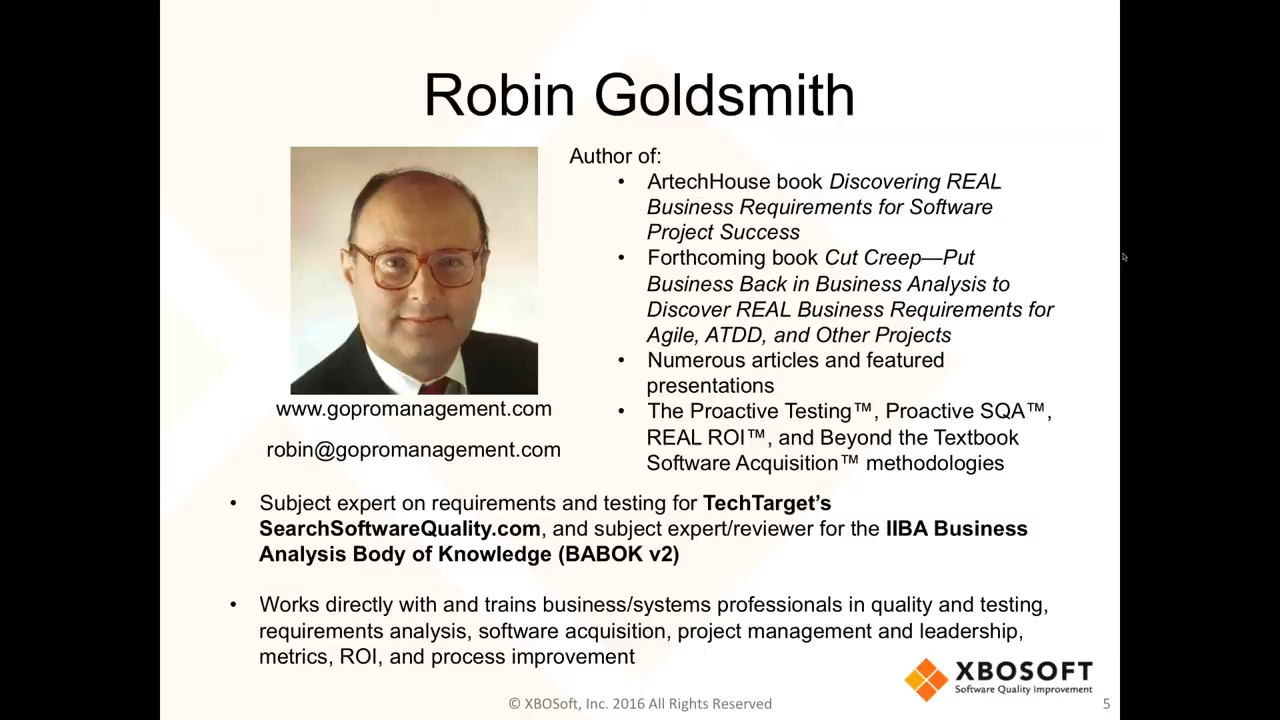 Robin Goldsmith
Author of:
• ArtechHouse book Discovering REAL
Business Requirements for Software
Project Success
• Forthcoming book Cut Creep—Put
Business Back in Business Analysis to
Discover REAL Business Requirements for
Agile, ATDD, and Other Projects
• Numerous articles and featured
presentations
• The Proactive Testing™, Proactive SQA™,
REAL ROI™, and Beyond the Textbook
Software Acquisition™ methodologies
www.gopromanagement.com
robin@gopromanagement.com
• Subject expert on requirements and testing for TechTarget’s
SearchSoftwareQuality.com, and subject expert/reviewer for the IIBA Business
Analysis Body of Knowledge (BABOK v2)
• Works directly with and trains business/systems professionals in quality and testing,
requirements analysis, software acquisition, project management and leadership,
metrics, ROI, and process improvement
XBOSOFT
Software Quality Improvement
© XBOSoft, Inc. 2016 All Rights Reserved
5